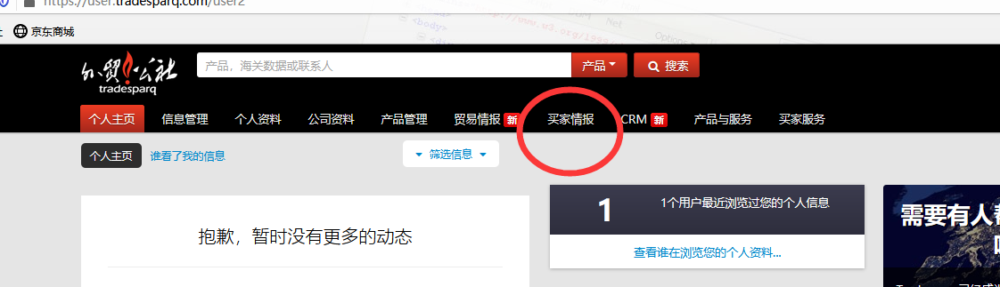 https://user.tradesparq.com/user2
京东商城
外贸公社
tradesparq
产品，海关数据或联系人
产品
搜索
个人主页 信息管理 个人资料 公司资料 产品管理 贸易情报 新 买家情报 CRM 新 产品与服务 买家服务
个人主页 谁看了我的信息 筛选信息
1 1个用户最近浏览过您的个人信息
抱歉，暂时没有更多的动态
查看谁在浏览您的个人资料...
需要有人